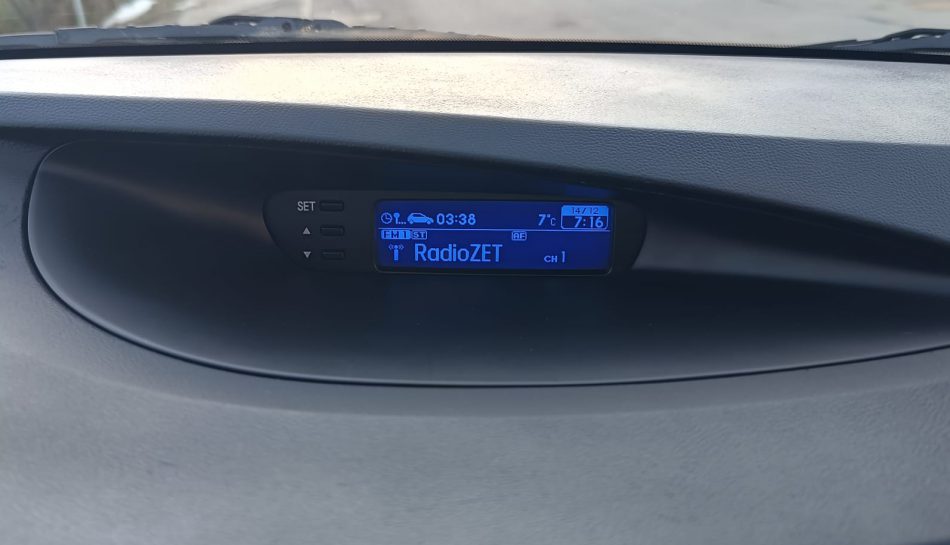 SET
03:38 7°C 14/12
7:16
FM1 ST AF
RadioZET CH 1